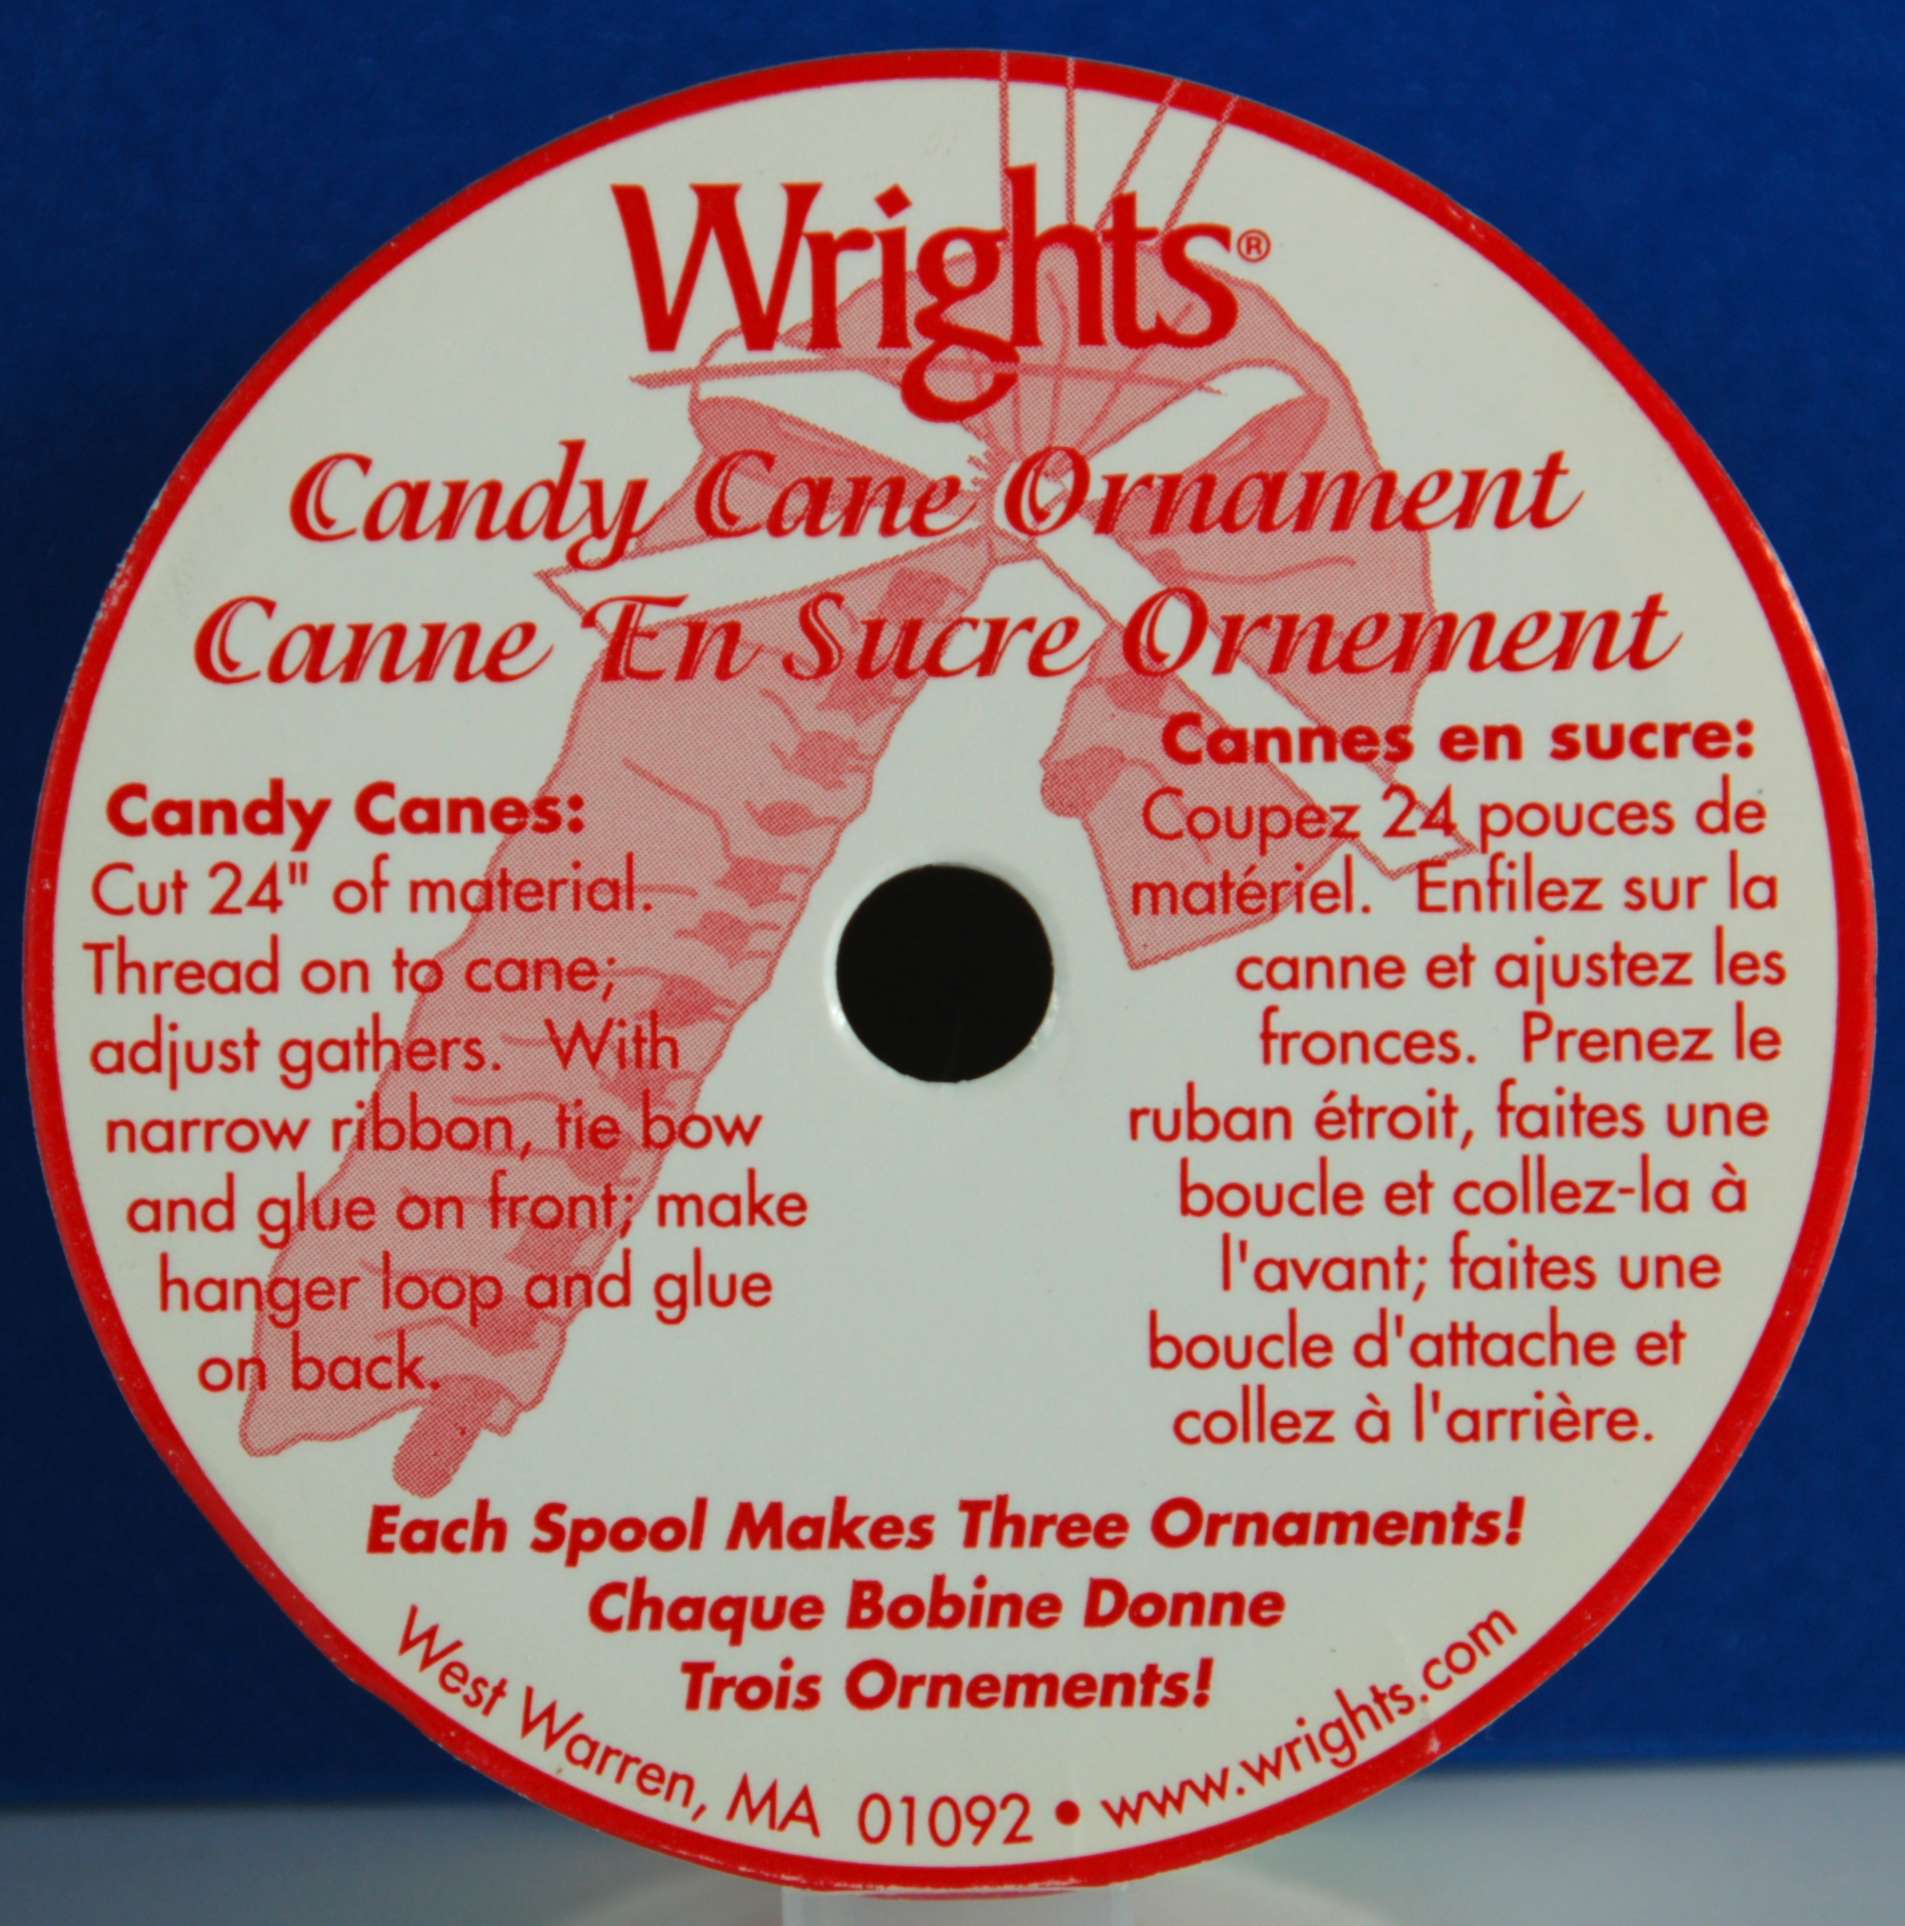 Wrights®
Candy Cane Ornament
Canne En Sucre Ornement
Candy Canes:
Cut 24" of material.
Thread on to cane;
adjust gathers. With
narrow ribbon, tie bow
and glue on front; make
hanger loop and glue
on back.
Cannes en sucre:
Coupez 24 pouces de
matériel. Enfilez sur la
canne et ajustez les
fronces. Prenez le
ruban étroit, faites une
boucle et collez-la à
l'avant; faites une
boucle d'attache et
collez à l'arrière.
Each Spool Makes Three Ornaments!
Chaque Bobine Donne
Trois Ornements!
West Warren, MA 01092 • www.wrights.com